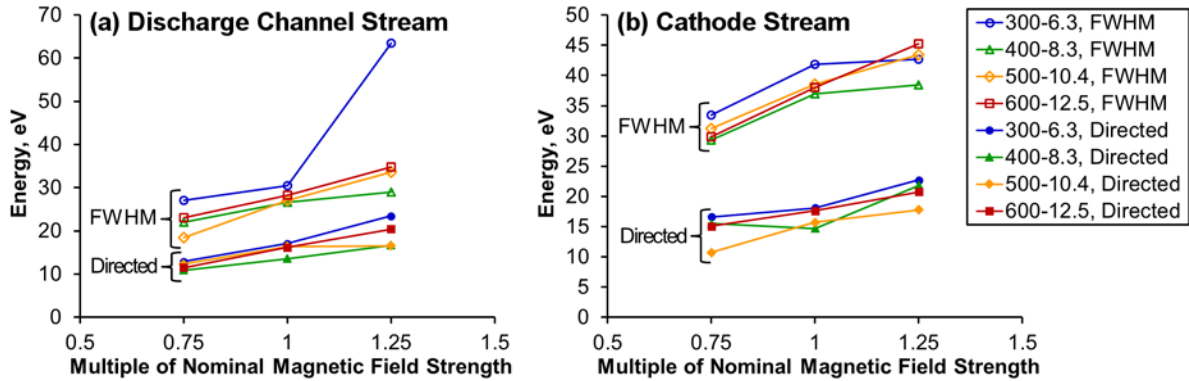 (a) Discharge Channel Stream
Energy, eV
70
60
50
40
30
20
10
0
FWHM
Directed
0.5
0.75
1
1.25
1.5
Multiple of Nominal Magnetic Field Strength
(b) Cathode Stream
Energy, eV
50
45
40
35
30
25
20
15
10
5
0
FWHM
Directed
0.5
0.75
1
1.25
1.5
Multiple of Nominal Magnetic Field Strength
300-6.3, FWHM
400-8.3, FWHM
500-10.4, FWHM
600-12.5, FWHM
300-6.3, Directed
400-8.3, Directed
500-10.4, Directed
600-12.5, Directed